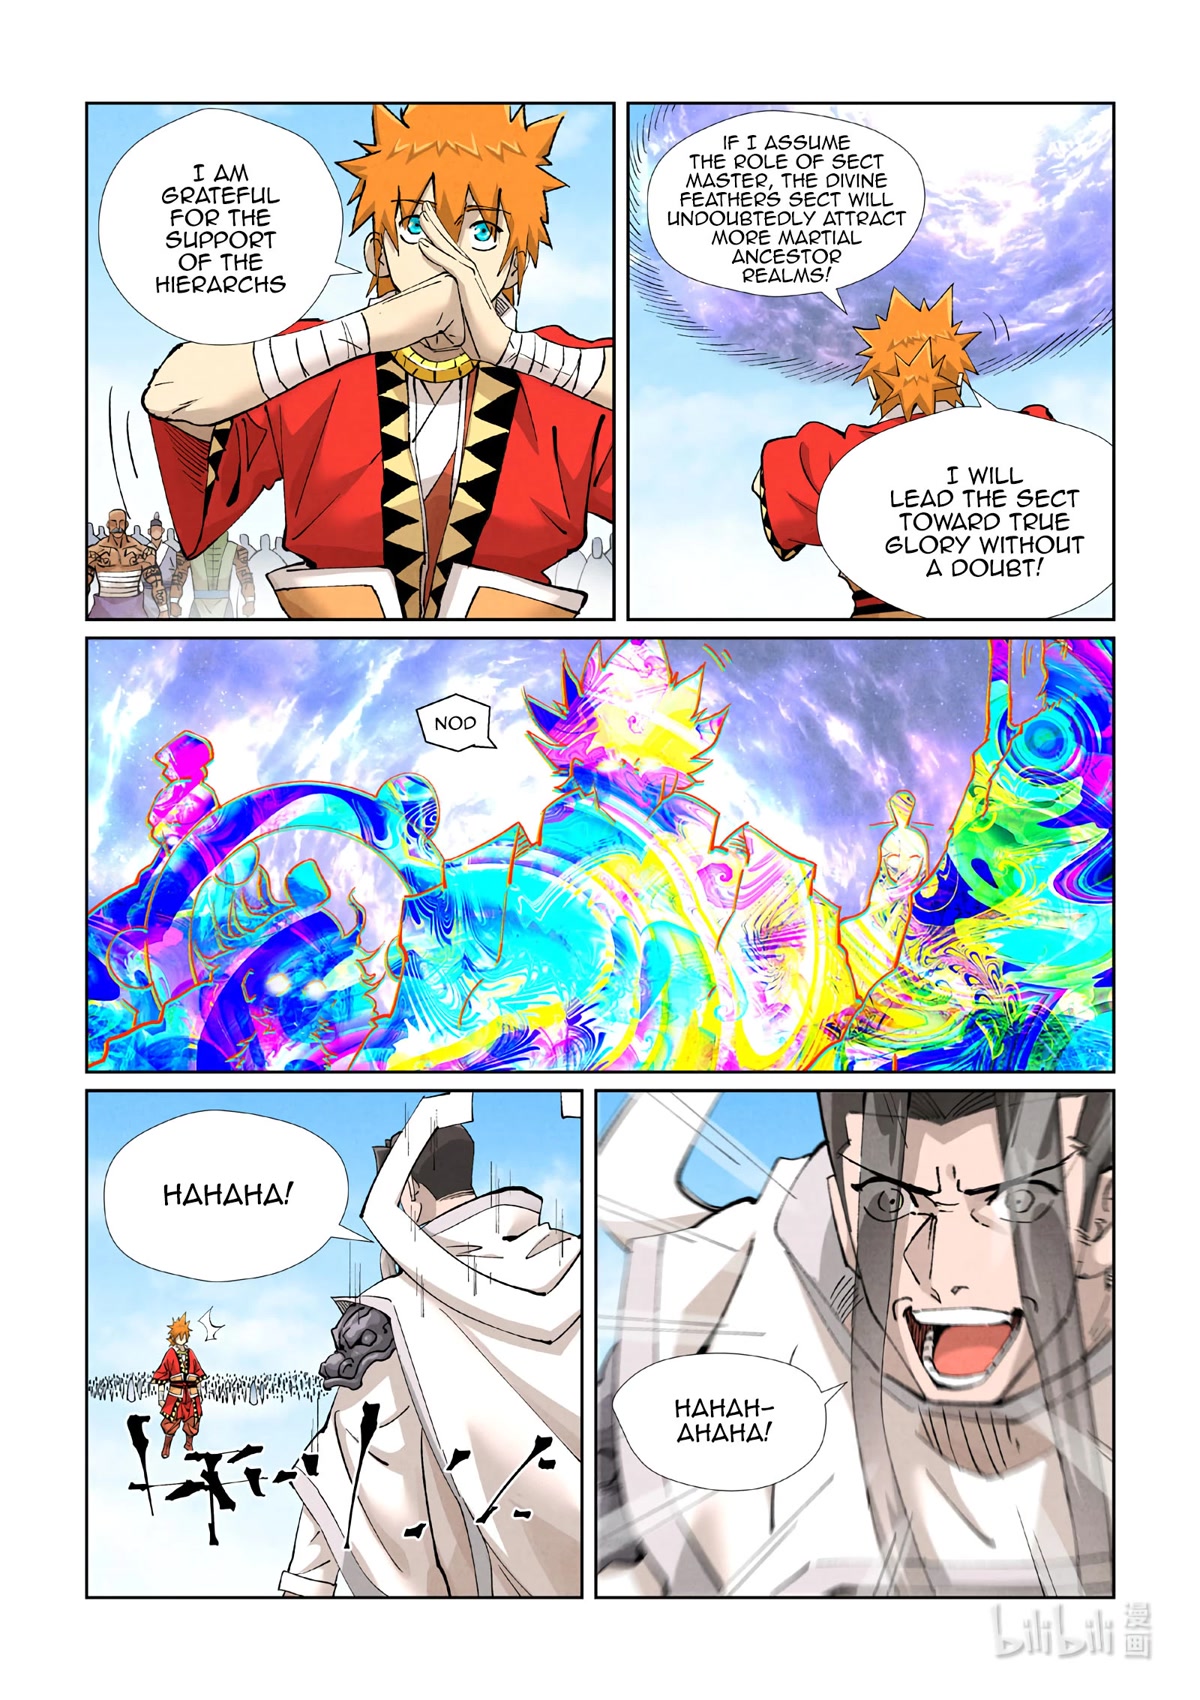 I AM
GRATEFUL
FOR THE
SUPPORT
OF THE
HIERARCHS
IF I ASSUME
THE ROLE OF SECT
MASTER, THE DIVINE
FEATHERS SECT WILL
UNDOUBTEDLY ATTRACT
MORE MARTIAL
ANCESTOR
REALMS!
I WILL
LEAD THE SECT
TOWARD TRUE
GLORY WITHOUT
A DOUBT!
NOD
HAHAHA!
HAHAH-
AHAHA!
bilibili 漫画